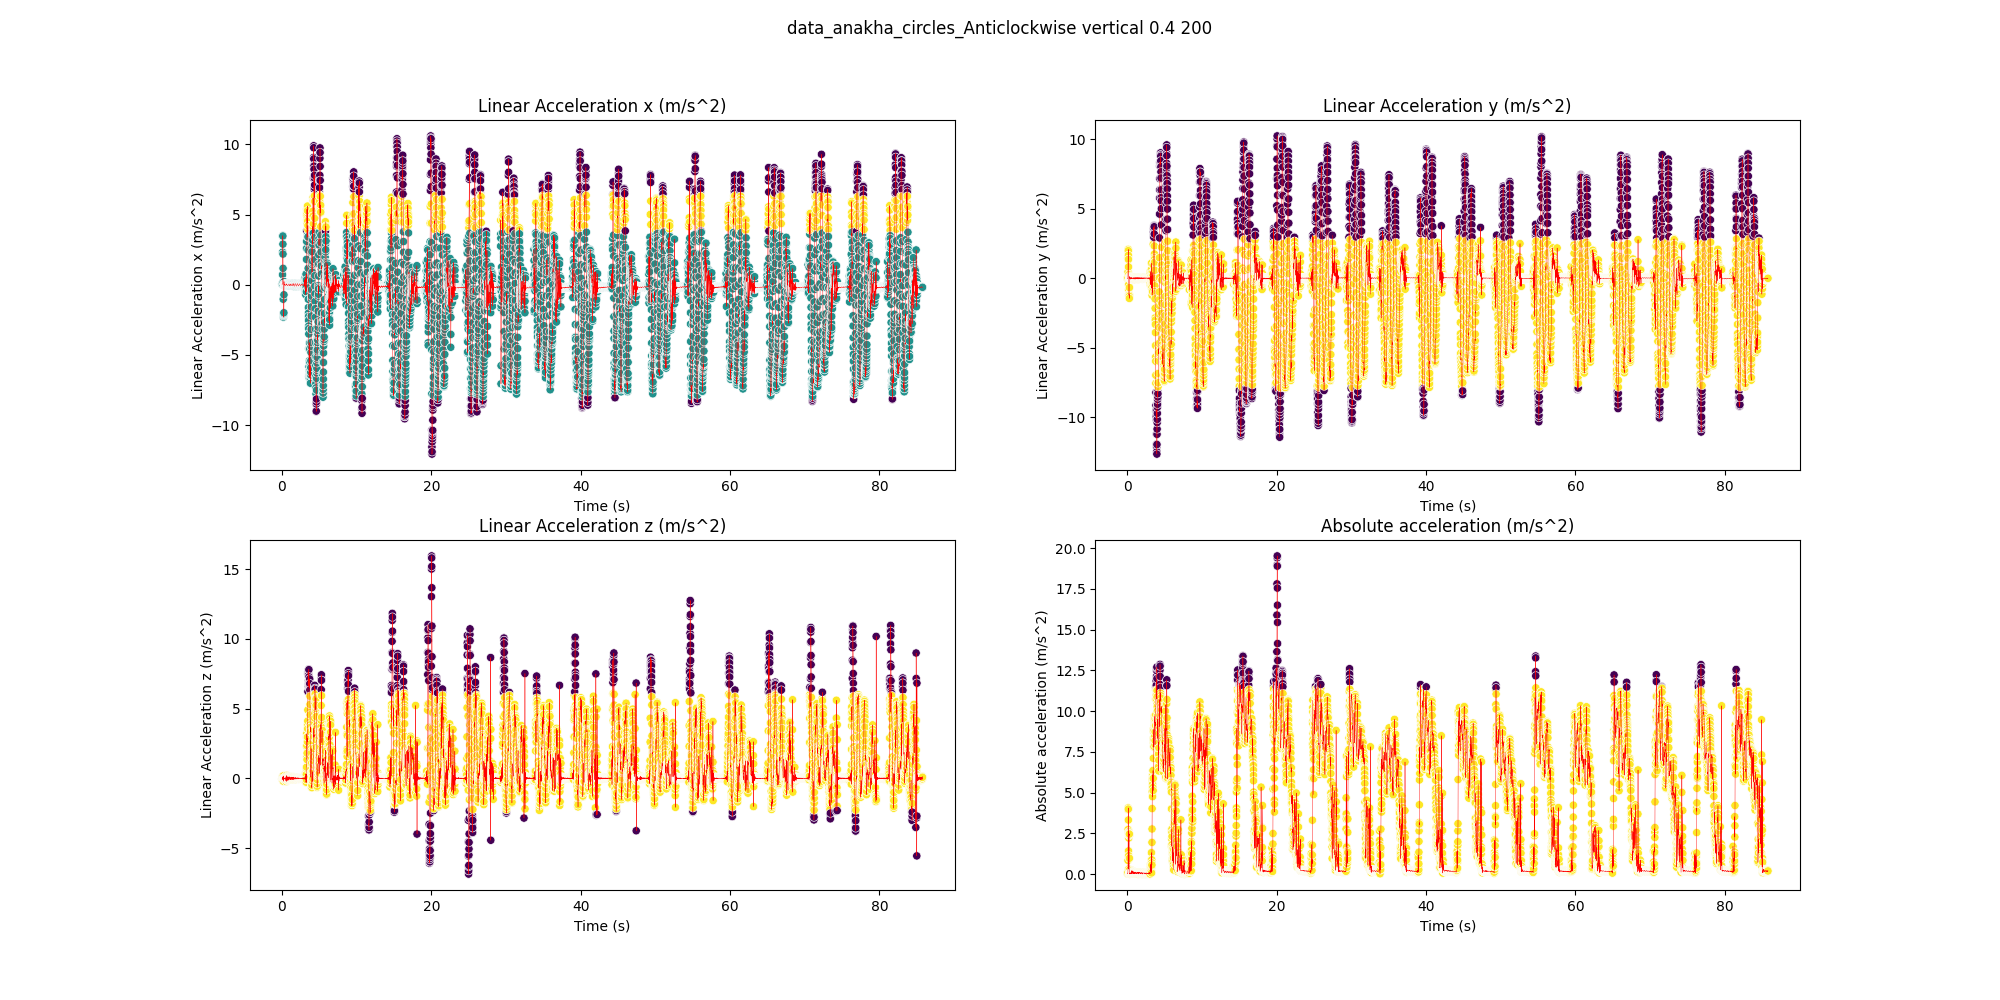 data_anakha_circles_Anticlockwise vertical 0.4 200
Linear Acceleration x (m/s^2)
Linear Acceleration x (m/s^2)
10
5
0
−5
−10
0 20 40 60 80
Time (s)
Linear Acceleration y (m/s^2)
Linear Acceleration y (m/s^2)
10
5
0
−5
−10
0 20 40 60 80
Time (s)
Linear Acceleration z (m/s^2)
Linear Acceleration z (m/s^2)
15
10
5
0
−5
0 20 40 60 80
Time (s)
Absolute acceleration (m/s^2)
Absolute acceleration (m/s^2)
20.0
17.5
15.0
12.5
10.0
7.5
5.0
2.5
0.0
0 20 40 60 80
Time (s)